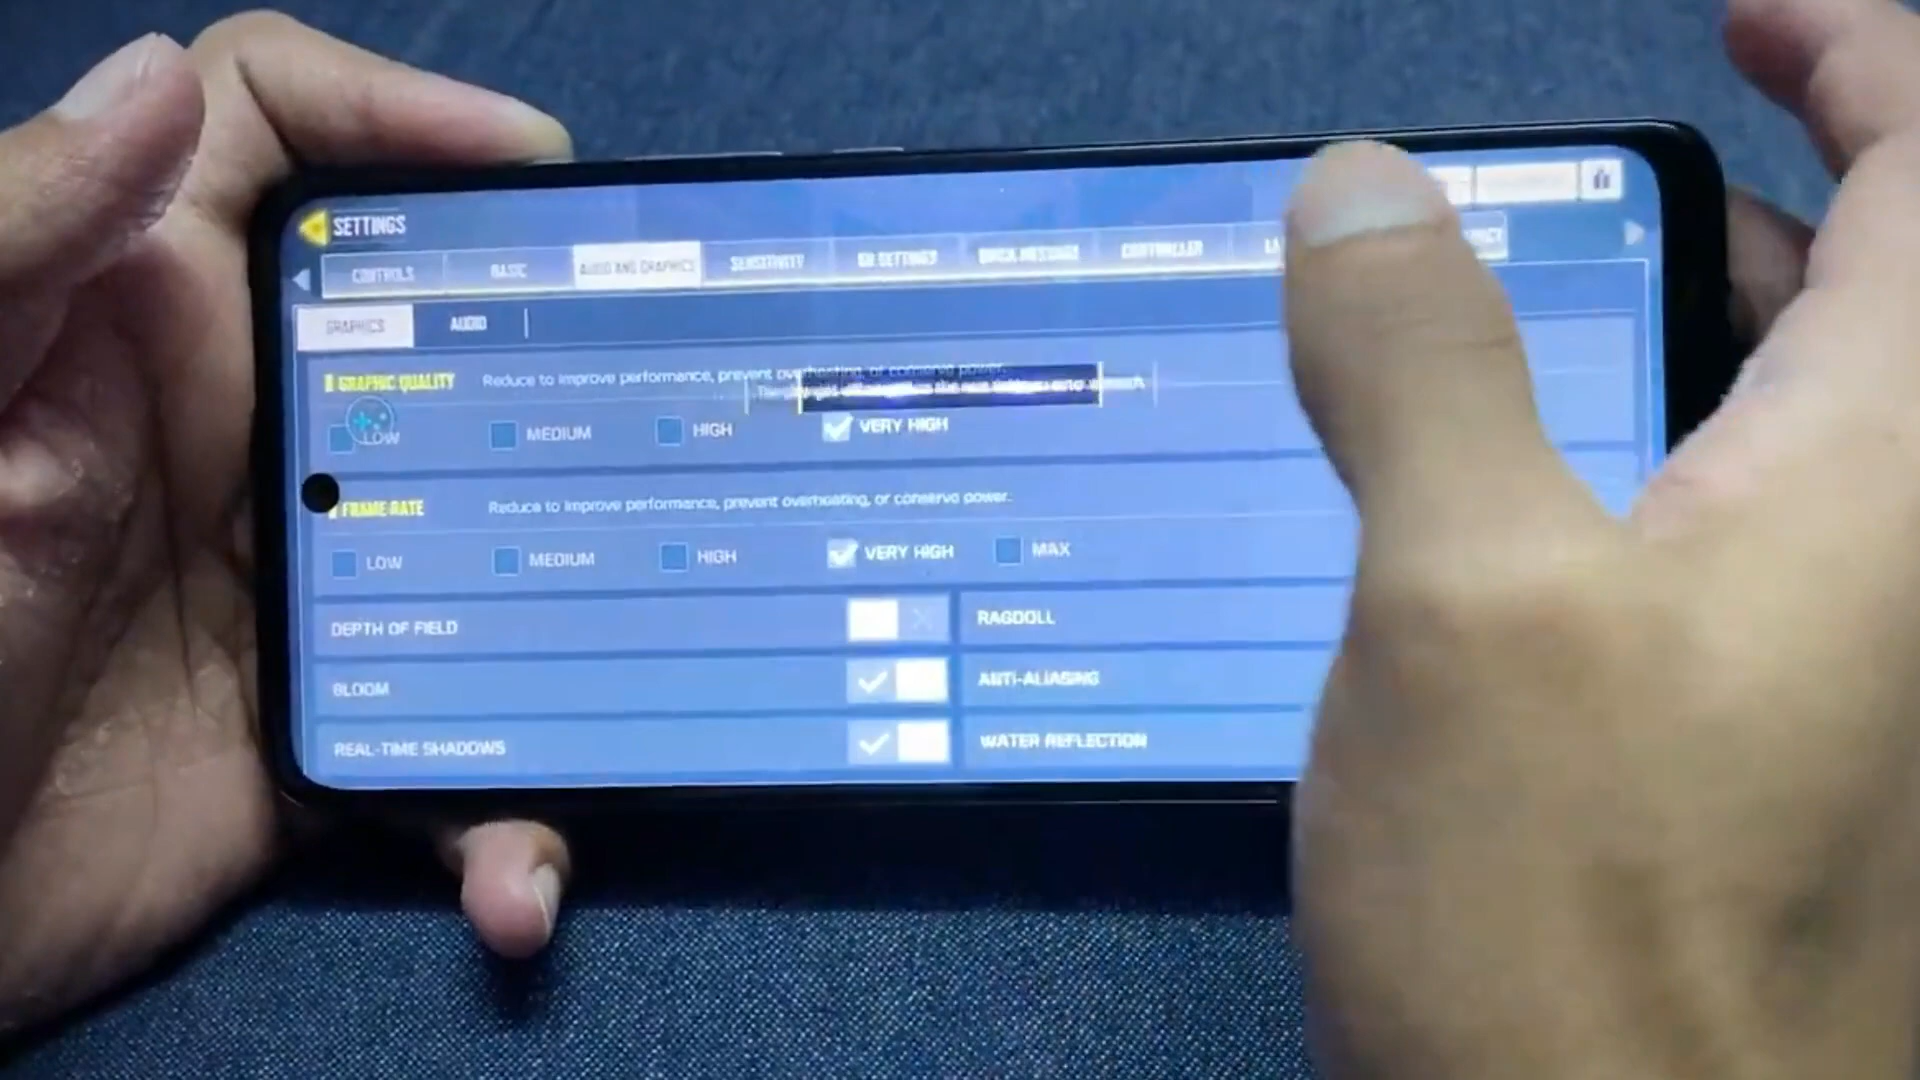 SETTINGS
CONTROLS BASIC AUDIO AND GRAPHICS SENSITIVITY BR SETTINGS QUICK MESSAGE CONTROLLER
GRAPHICS AUDIO
GRAPHIC QUALITY Reduce to improve performance, prevent overheating, or conserve power.
LOW MEDIUM HIGH VERY HIGH
FRAME RATE Reduce to improve performance, prevent overheating, or conserve power.
LOW MEDIUM HIGH VERY HIGH MAX
DEPTH OF FIELD RAGDOLL
BLOOM ANTI-ALIASING
REAL-TIME SHADOWS WATER REFLECTION